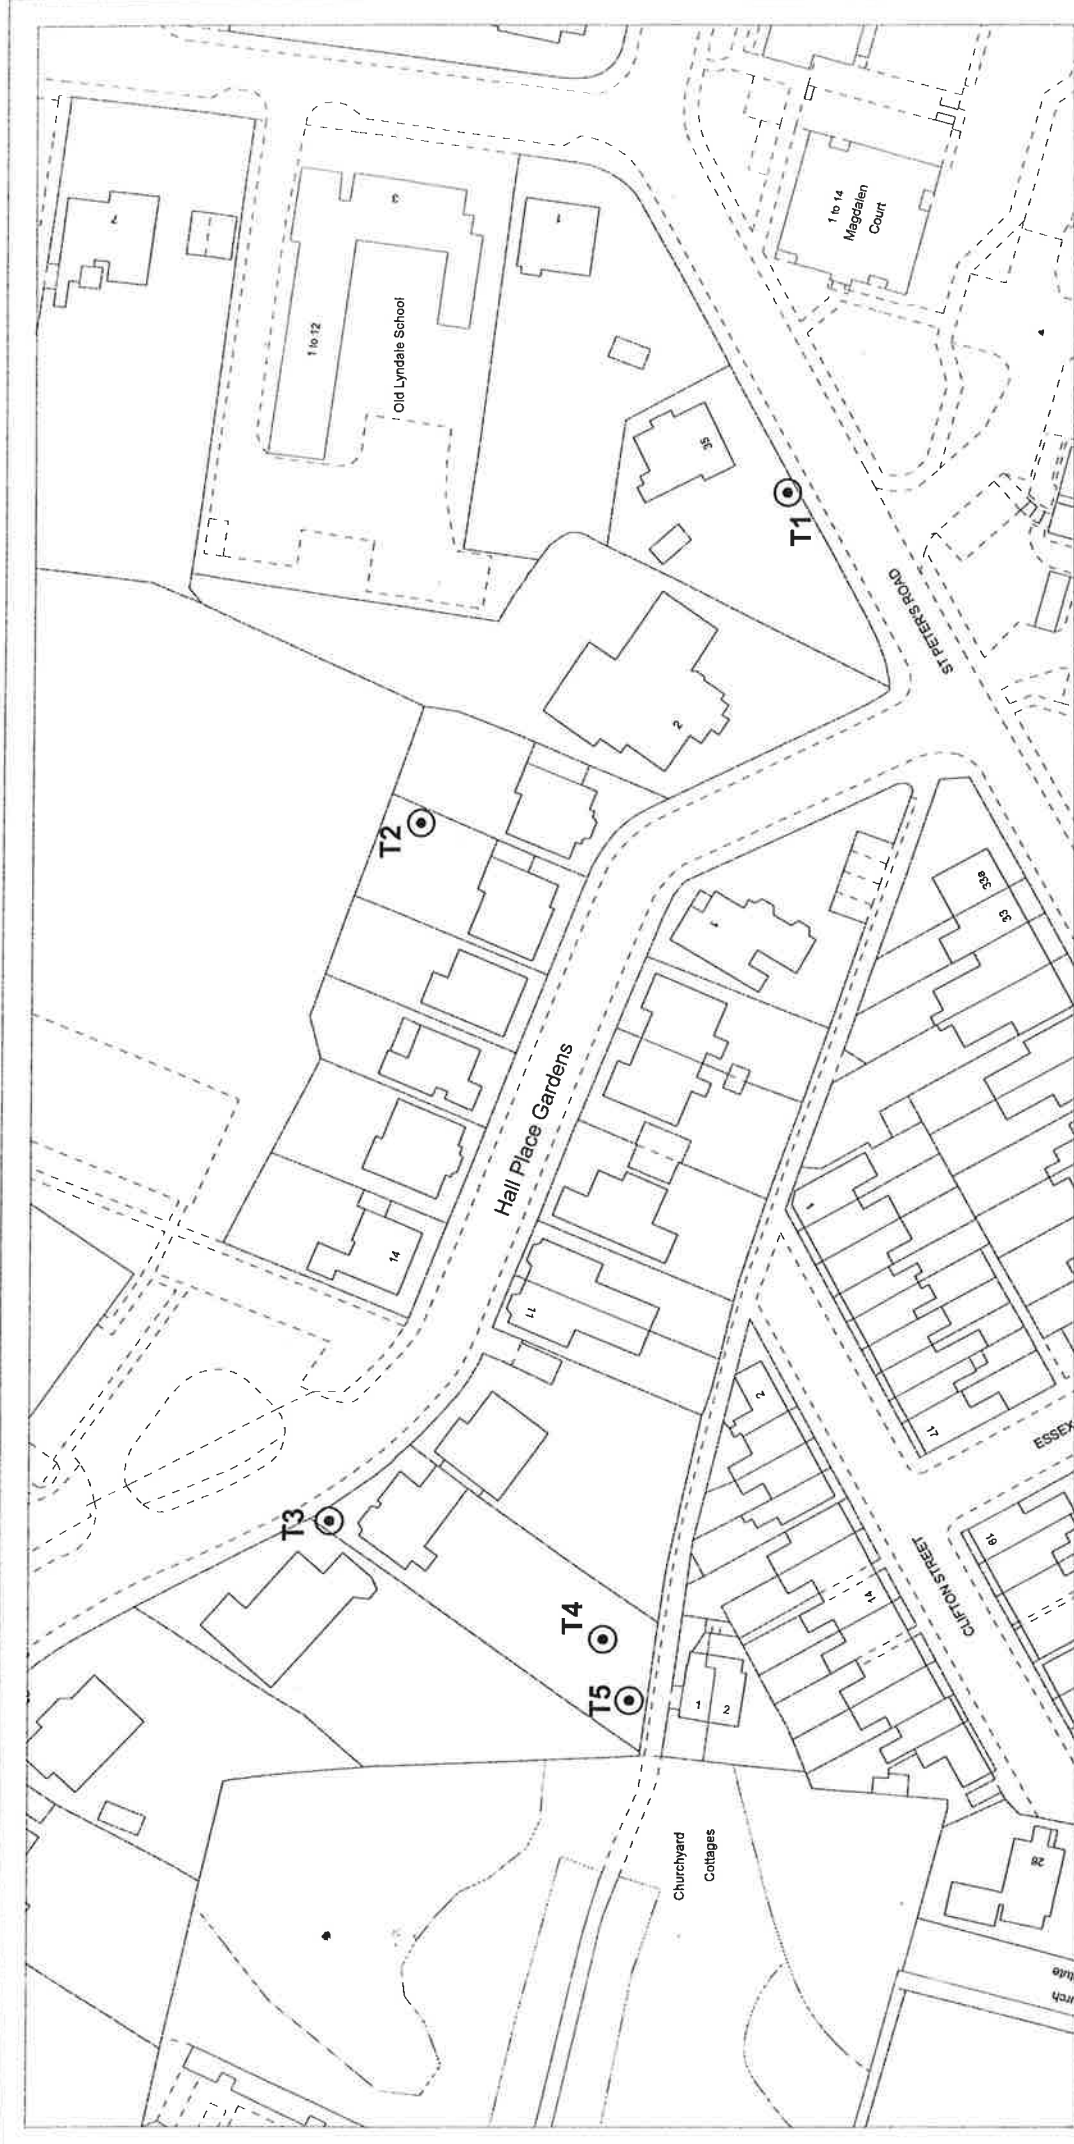 7
3
1 to 12
Old Lyndale School
1
1 to 14
Magdalen
Court
35
T1
ST PETER'S ROAD
2
T2
1
33a
33
Hall Place Gardens
14
11
1
17
ESSEX
2
T3
14
CLIFTON STREET
19
T4
T5
1
2
Churchyard
Cottages
26